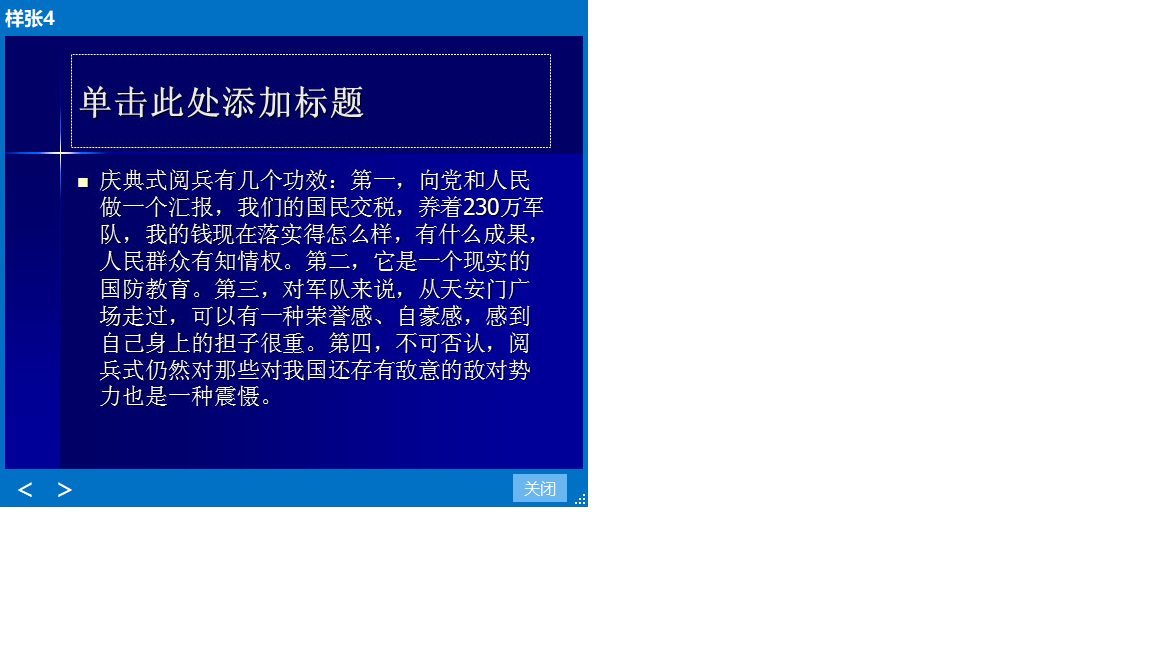 样张4
单击此处添加标题
■ 庆典式阅兵有几个功效：第一，向党和人民
做一个汇报，我们的国民交税，养着230万军
队，我的钱现在落实得怎么样，有什么成果，
人民群众有知情权。第二，它是一个现实的
国防教育。第三，对军队来说，从天安门广
场走过，可以有一种荣誉感、自豪感，感到
自己身上的担子很重。第四，不可否认，阅
兵式仍然对那些对我国还存有敌意的敌对势
力也是一种震慑。
< >
关闭